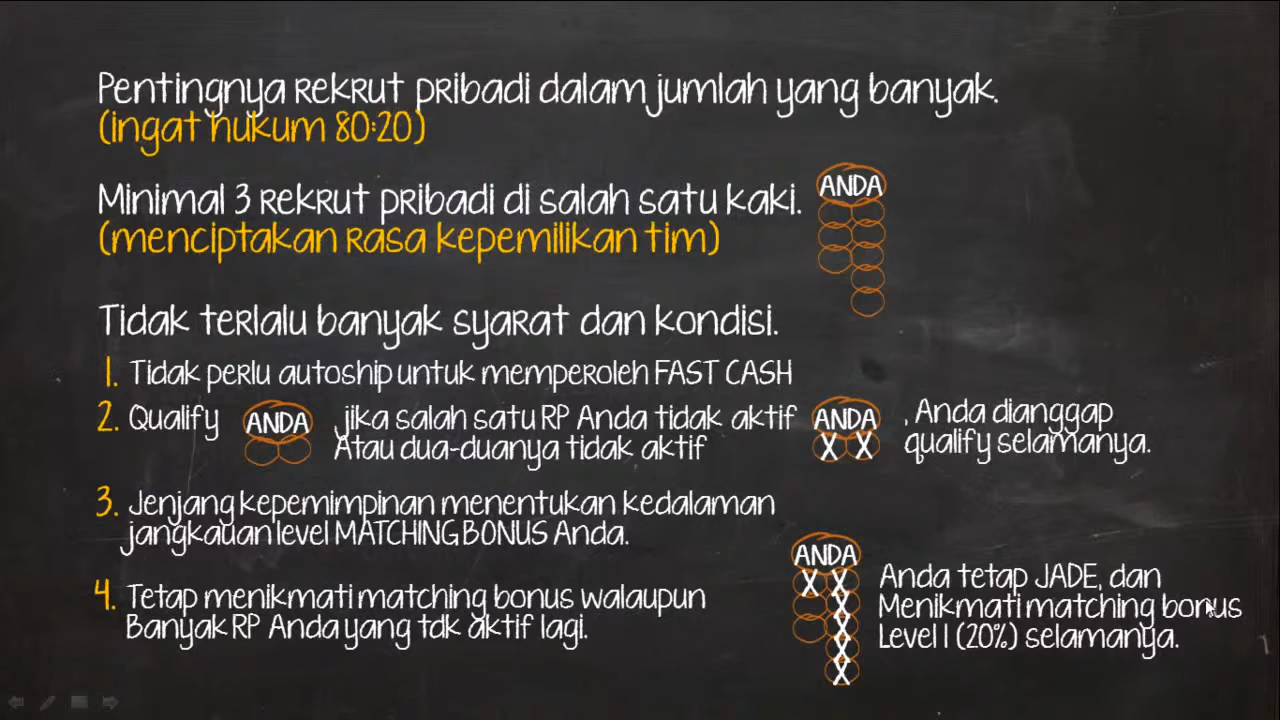 Pentingnya rekrut pribadi dalam jumlah yang banyak.
(ingat hukum 80:20)
Minimal 3 rekrut pribadi di salah satu kaki.
(menciptakan rasa kepemilikan tim)
ANDA
Tidak terlalu banyak syarat dan kondisi.
1. Tidak perlu autoship untuk memperoleh FAST CASH
2. Qualify ANDA , jika salah satu RP Anda tidak aktif
Atau dua-duanya tidak aktif
ANDA
X X
, Anda dianggap
qualify selamanya.
3. Jenjang kepemimpinan menentukan kedalaman
jangkauan level MATCHING BONUS Anda.
4. Tetap menikmati matching bonus walaupun
Banyak RP Anda yang tdk aktif lagi.
ANDA
X X
X
X
X
X
Anda tetap JADE, dan
Menikmati matching bonus
Level 1 (20%) selamanya.